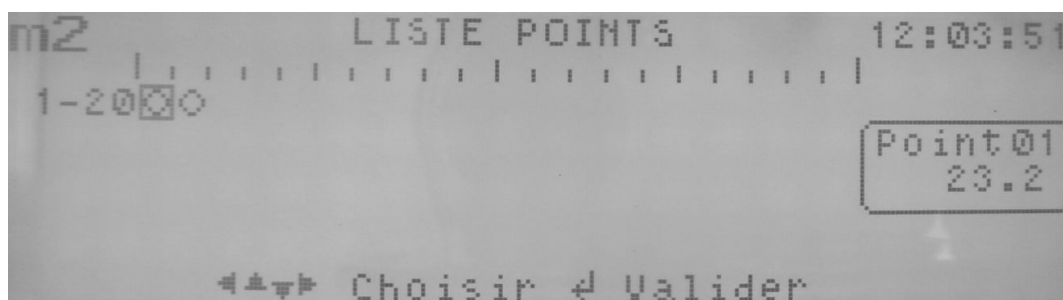 m2 LISTE POINTS 12:03:51
1-20
Point01
23.2
Choisir Valider